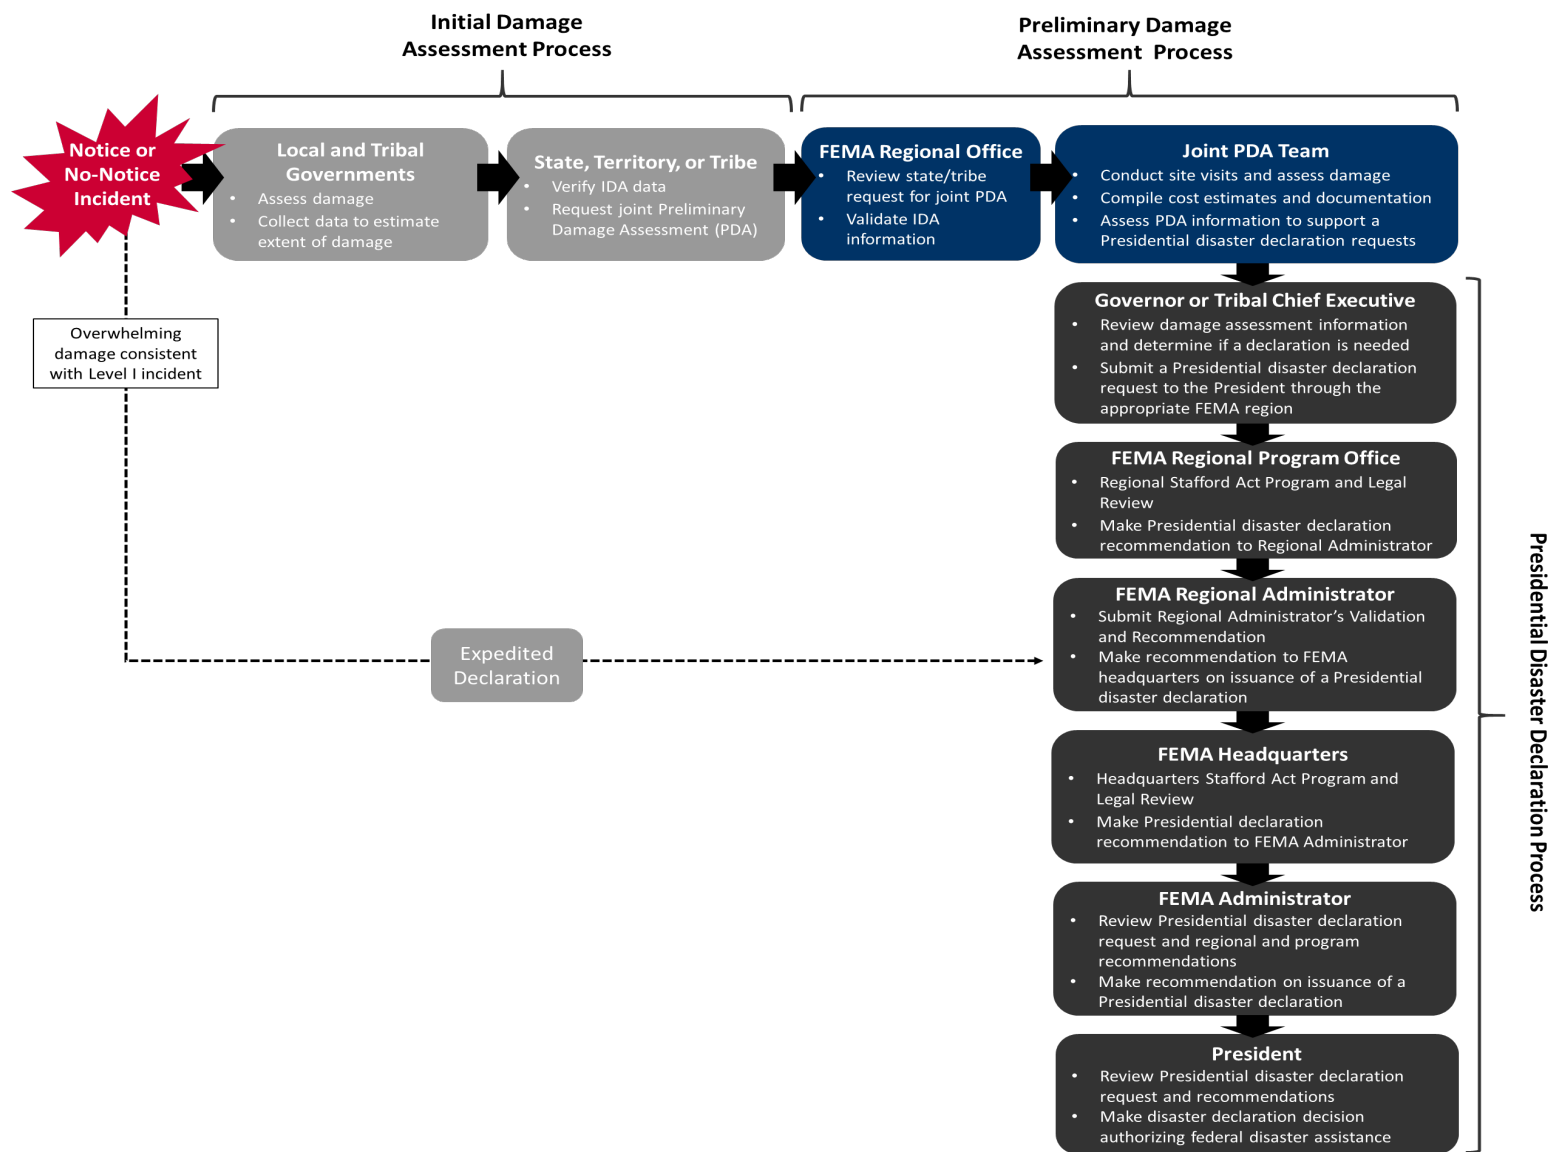 Initial Damage
Assessment Process
Preliminary Damage
Assessment  Process
Notice or
No-Notice
Incident
Local and Tribal
Governments
• Assess damage
• Collect data to estimate
extent of damage
State, Territory, or Tribe
• Verify IDA data
• Request joint Preliminary
Damage Assessment (PDA)
FEMA Regional Office
• Review state/tribe
request for joint PDA
• Validate IDA
information
Joint PDA Team
• Conduct site visits and assess damage
• Compile cost estimates and documentation
• Assess PDA information to support a
Presidential disaster declaration requests
Overwhelming
damage consistent
with Level I incident
Expedited
Declaration
Governor or Tribal Chief Executive
• Review damage assessment information
and determine if a declaration is needed
• Submit a Presidential disaster declaration
request to the President through the
appropriate FEMA region
FEMA Regional Program Office
• Regional Stafford Act Program and Legal
Review
• Make Presidential disaster declaration
recommendation to Regional Administrator
FEMA Regional Administrator
• Submit Regional Administrator’s Validation
and Recommendation
• Make recommendation to FEMA
headquarters on issuance of a Presidential
disaster declaration
FEMA Headquarters
• Headquarters Stafford Act Program and
Legal Review
• Make Presidential declaration
recommendation to FEMA Administrator
FEMA Administrator
• Review Presidential disaster declaration
request and regional and program
recommendations
• Make recommendation on issuance of a
Presidential disaster declaration
President
• Review Presidential disaster declaration
request and recommendations
• Make disaster declaration decision
authorizing federal disaster assistance
Presidential Disaster Declaration Process